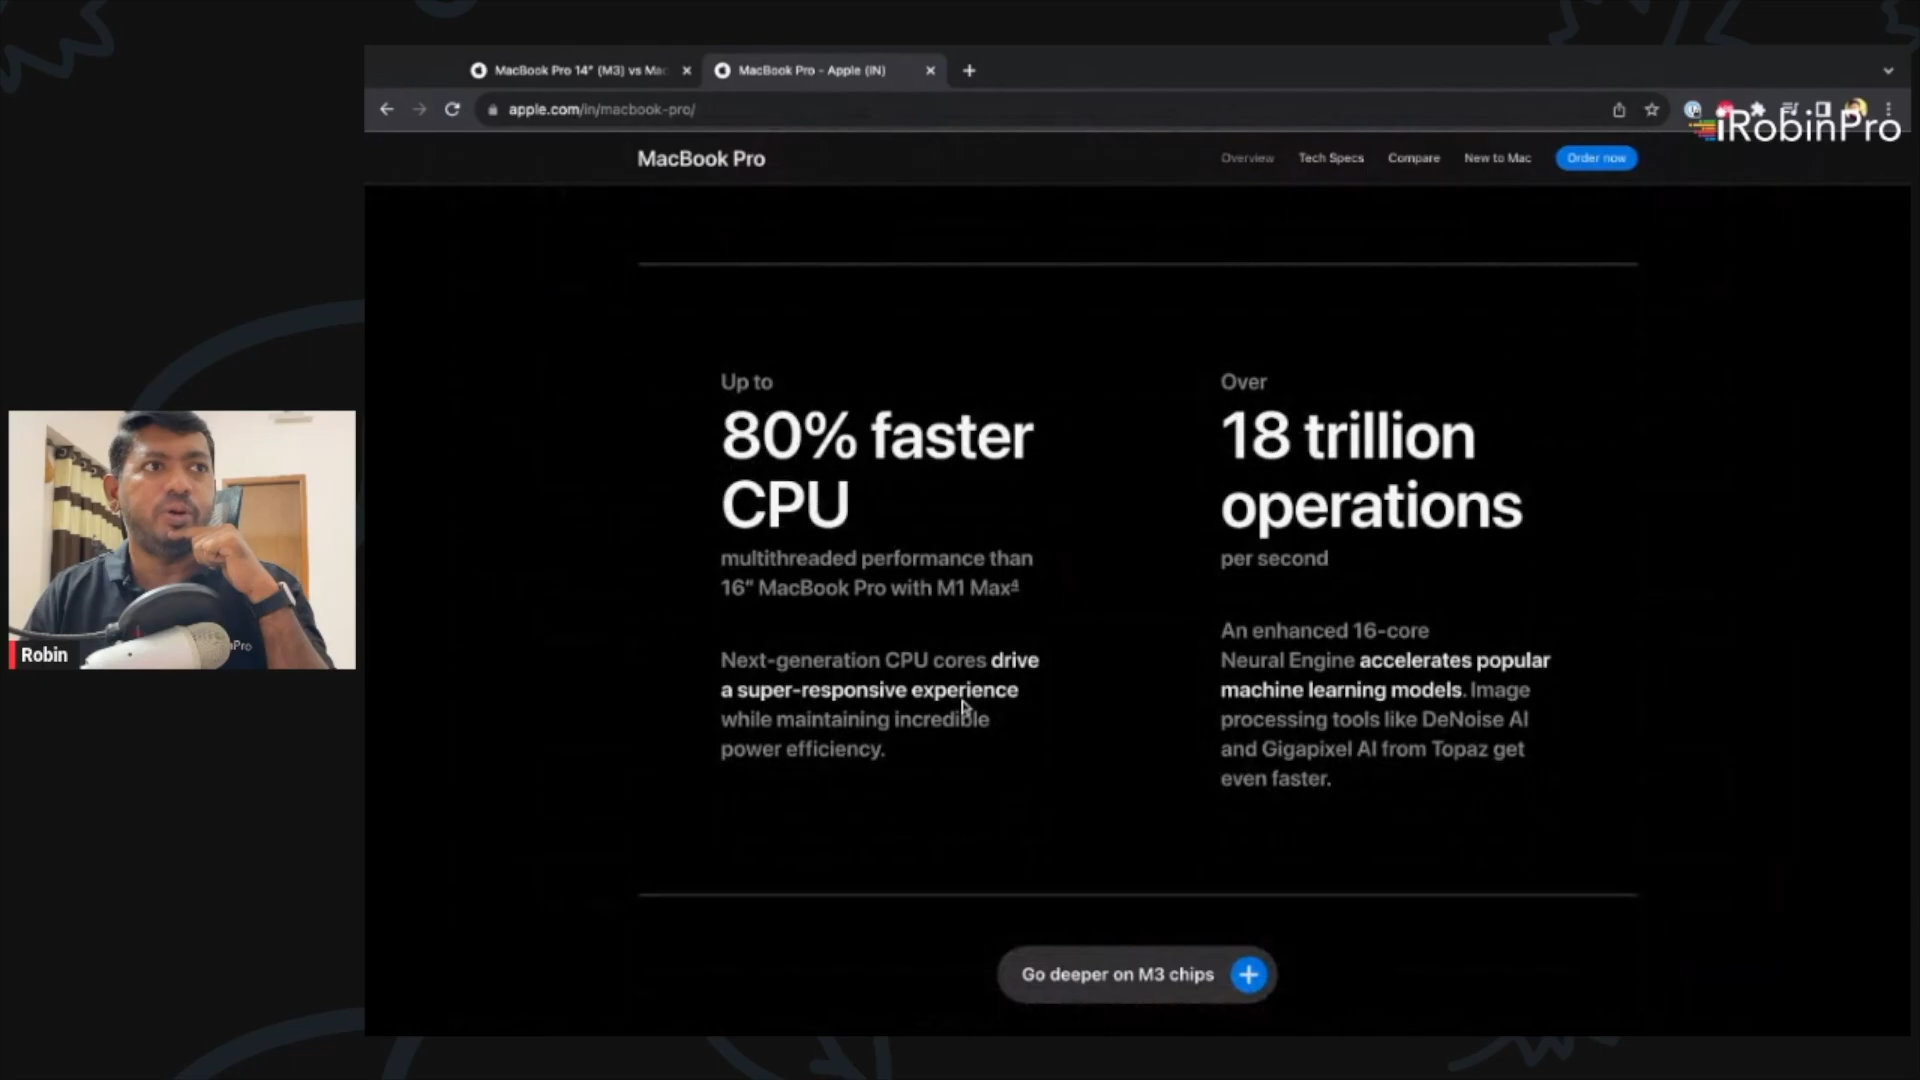 MacBook Pro 14" (M3) vs Mac
MacBook Pro - Apple (IN)
apple.com/in/macbook-pro/
iRobinPro
MacBook Pro
Overview
Tech Specs
Compare
New to Mac
Order now
Up to
80% faster
CPU
multithreaded performance than
16" MacBook Pro with M1 Max⁴
Next-generation CPU cores drive
a super-responsive experience
while maintaining incredible
power efficiency.
Over
18 trillion
operations
per second
An enhanced 16-core
Neural Engine accelerates popular
machine learning models. Image
processing tools like DeNoise AI
and Gigapixel AI from Topaz get
even faster.
Robin
Go deeper on M3 chips